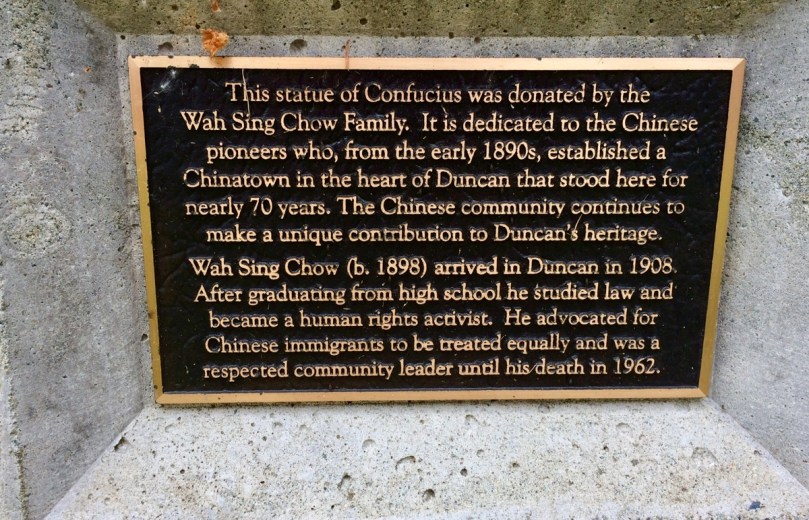 This statue of Confucius was donated by the
Wah Sing Chow Family. It is dedicated to the Chinese
pioneers who, from the early 1890s, established a
Chinatown in the heart of Duncan that stood here for
nearly 70 years. The Chinese community continues to
make a unique contribution to Duncan's heritage.
Wah Sing Chow (b. 1898) arrived in Duncan in 1908.
After graduating from high school he studied law and
became a human rights activist. He advocated for
Chinese immigrants to be treated equally and was a
respected community leader until his death in 1962.